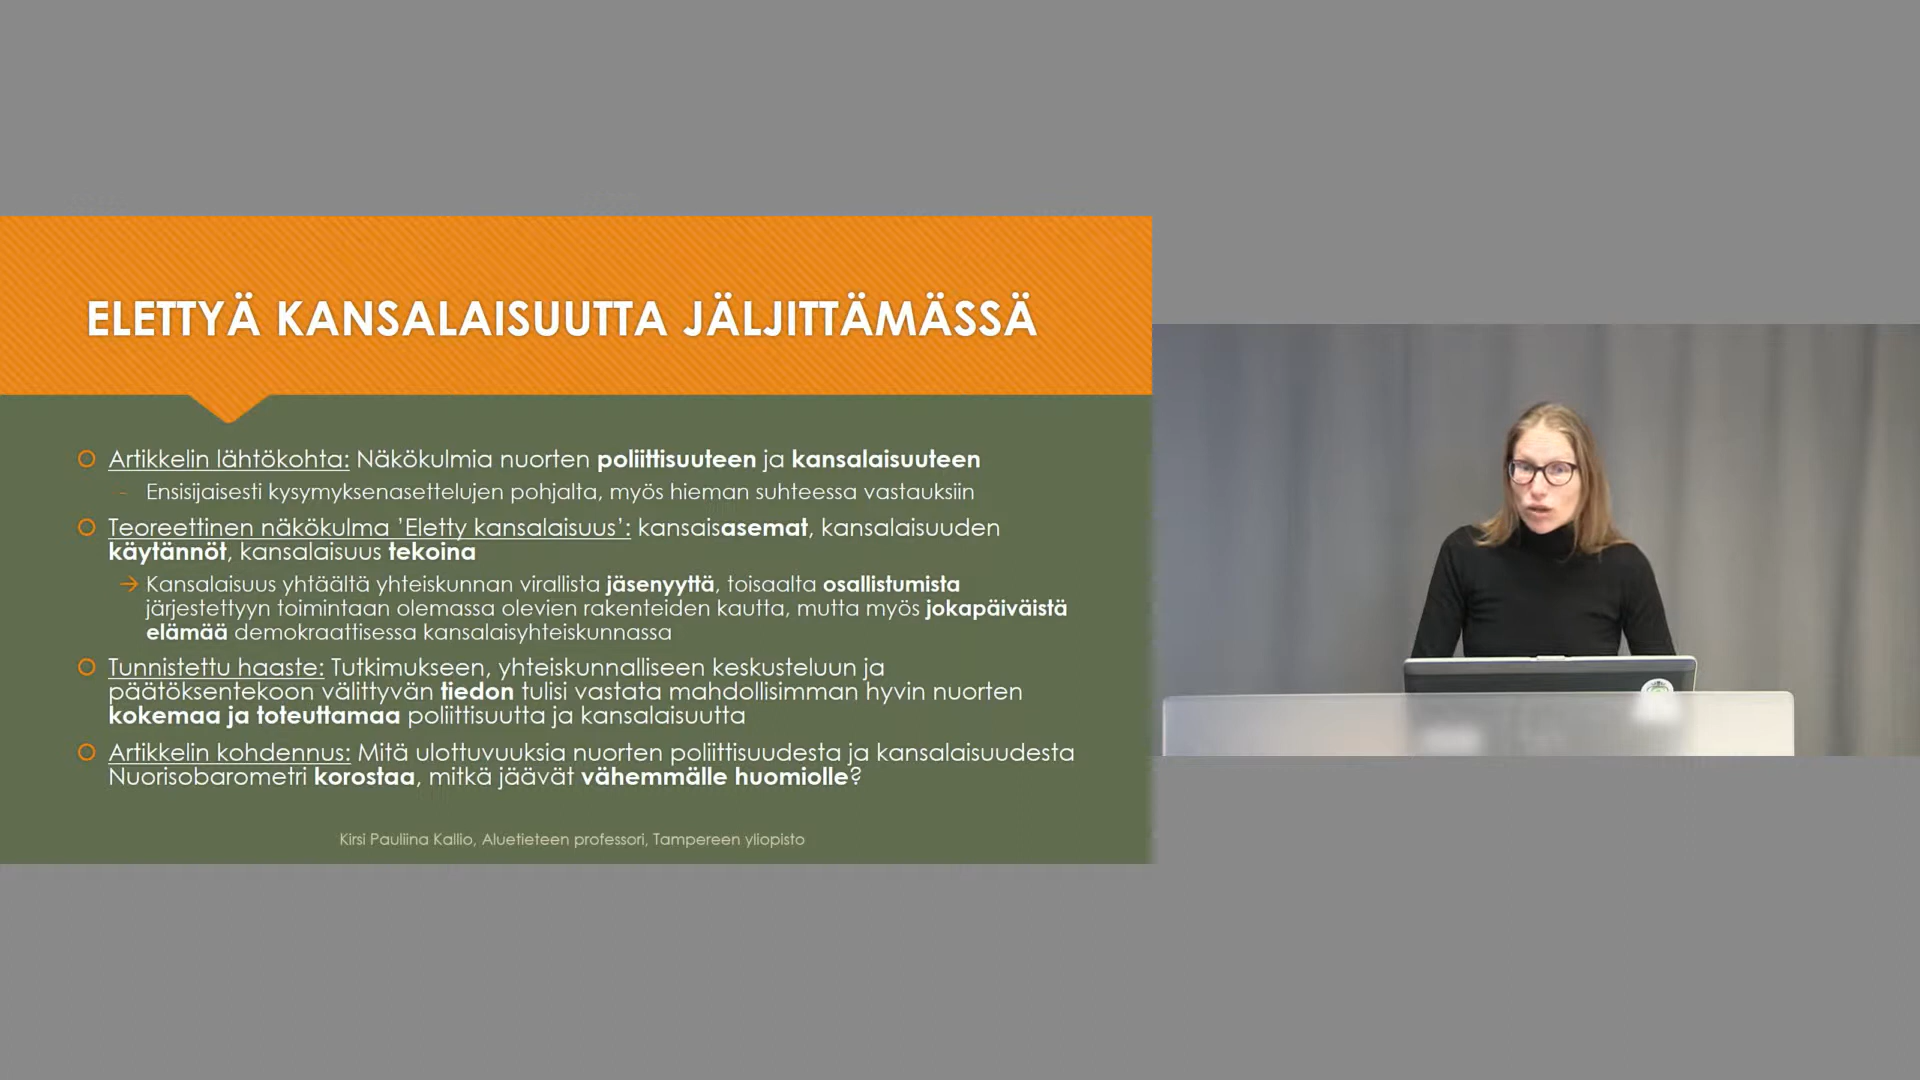 ELETTYÄ KANSALAISUUTTA JÄLJITTÄMÄSSÄ
Artikkelin lähtökohta: Näkökulmia nuorten poliittisuuteen ja kansalaisuuteen
- Ensisijaisesti kysymyksenasettelujen pohjalta, myös hieman suhteessa vastauksiin
Teoreettinen näkökulma ’Eletty kansalaisuus’: kansaisasemat, kansalaisuuden
käytännöt, kansalaisuus tekoina
→ Kansalaisuus yhtäältä yhteiskunnan virallista jäsenyyttä, toisaalta osallistumista
järjestettyyn toimintaan olemassa olevien rakenteiden kautta, mutta myös jokapäiväistä
elämää demokraattisessa kansalaisyhteiskunnassa
Tunnistettu haaste: Tutkimukseen, yhteiskunnalliseen keskusteluun ja
päätöksentekoon välittyvän tiedon tulisi vastata mahdollisimman hyvin nuorten
kokemaa ja toteuttamaa poliittisuutta ja kansalaisuutta
Artikkelin kohdennus: Mitä ulottuvuuksia nuorten poliittisuudesta ja kansalaisuudesta
Nuorisobarometri korostaa, mitkä jäävät vähemmälle huomiolle?
Kirsi Pauliina Kallio, Aluetieteen professori, Tampereen yliopisto